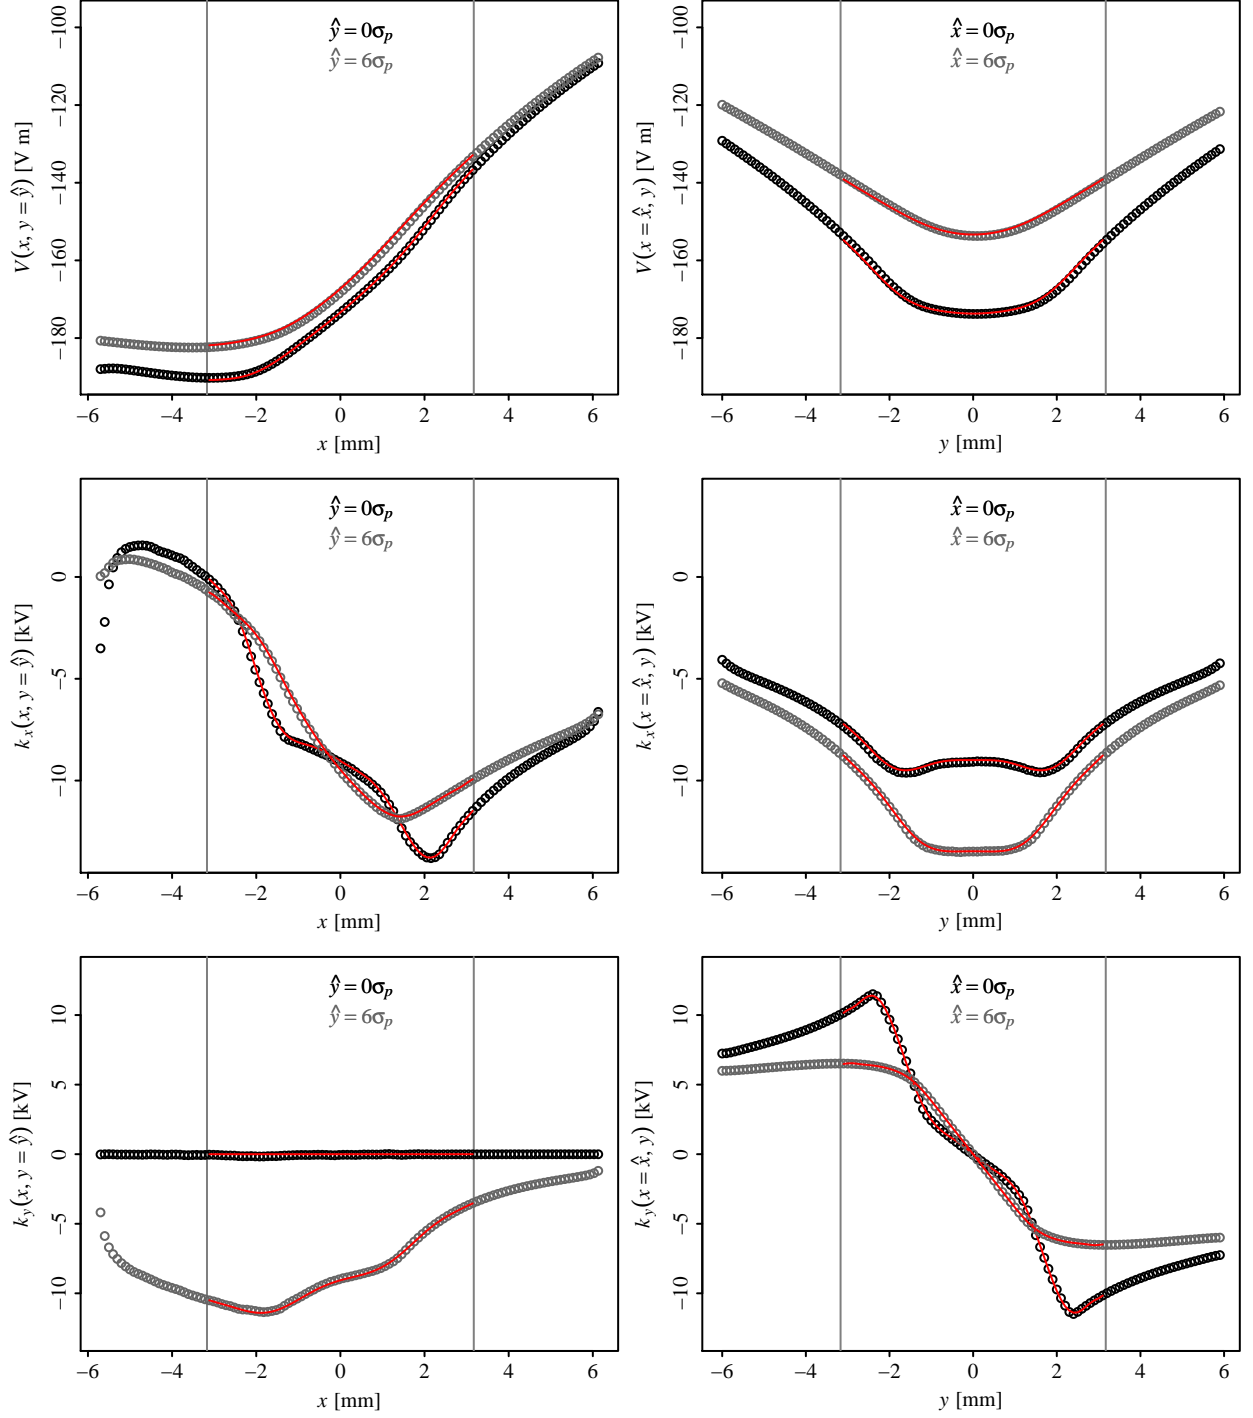 ŷ = 0σp
ŷ = 6σp
V(x, y = ŷ) [V m]
−100
−120
−140
−160
−180
−6 −4 −2 0 2 4 6
x [mm]
x̂ = 0σp
x̂ = 6σp
V(x = x̂, y) [V m]
−100
−120
−140
−160
−180
−6 −4 −2 0 2 4 6
y [mm]
ŷ = 0σp
ŷ = 6σp
kx(x, y = ŷ) [kV]
0
−5
−10
−6 −4 −2 0 2 4 6
x [mm]
x̂ = 0σp
x̂ = 6σp
kx(x = x̂, y) [kV]
0
−5
−10
−6 −4 −2 0 2 4 6
y [mm]
ŷ = 0σp
ŷ = 6σp
ky(x, y = ŷ) [kV]
10
5
0
−5
−10
−6 −4 −2 0 2 4 6
x [mm]
x̂ = 0σp
x̂ = 6σp
ky(x = x̂, y) [kV]
10
5
0
−5
−10
−6 −4 −2 0 2 4 6
y [mm]